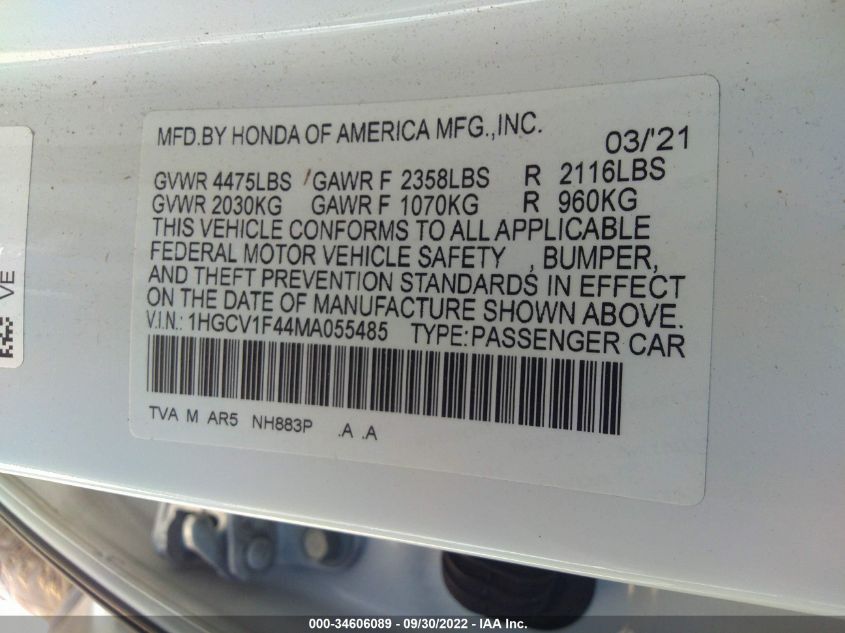 MFD.BY HONDA OF AMERICA MFG.,INC. 03/'21
GVWR 4475LBS GAWR F 2358LBS R 2116LBS
GVWR 2030KG GAWR F 1070KG R 960KG
THIS VEHICLE CONFORMS TO ALL APPLICABLE
FEDERAL MOTOR VEHICLE SAFETY , BUMPER,
AND THEFT PREVENTION STANDARDS IN EFFECT
ON THE DATE OF MANUFACTURE SHOWN ABOVE.
V.I.N.: 1HGCV1F44MA055485 TYPE:PASSENGER CAR
TVA M AR5 NH883P .A .A
VE
000-34606089 - 09/30/2022 - IAA Inc.